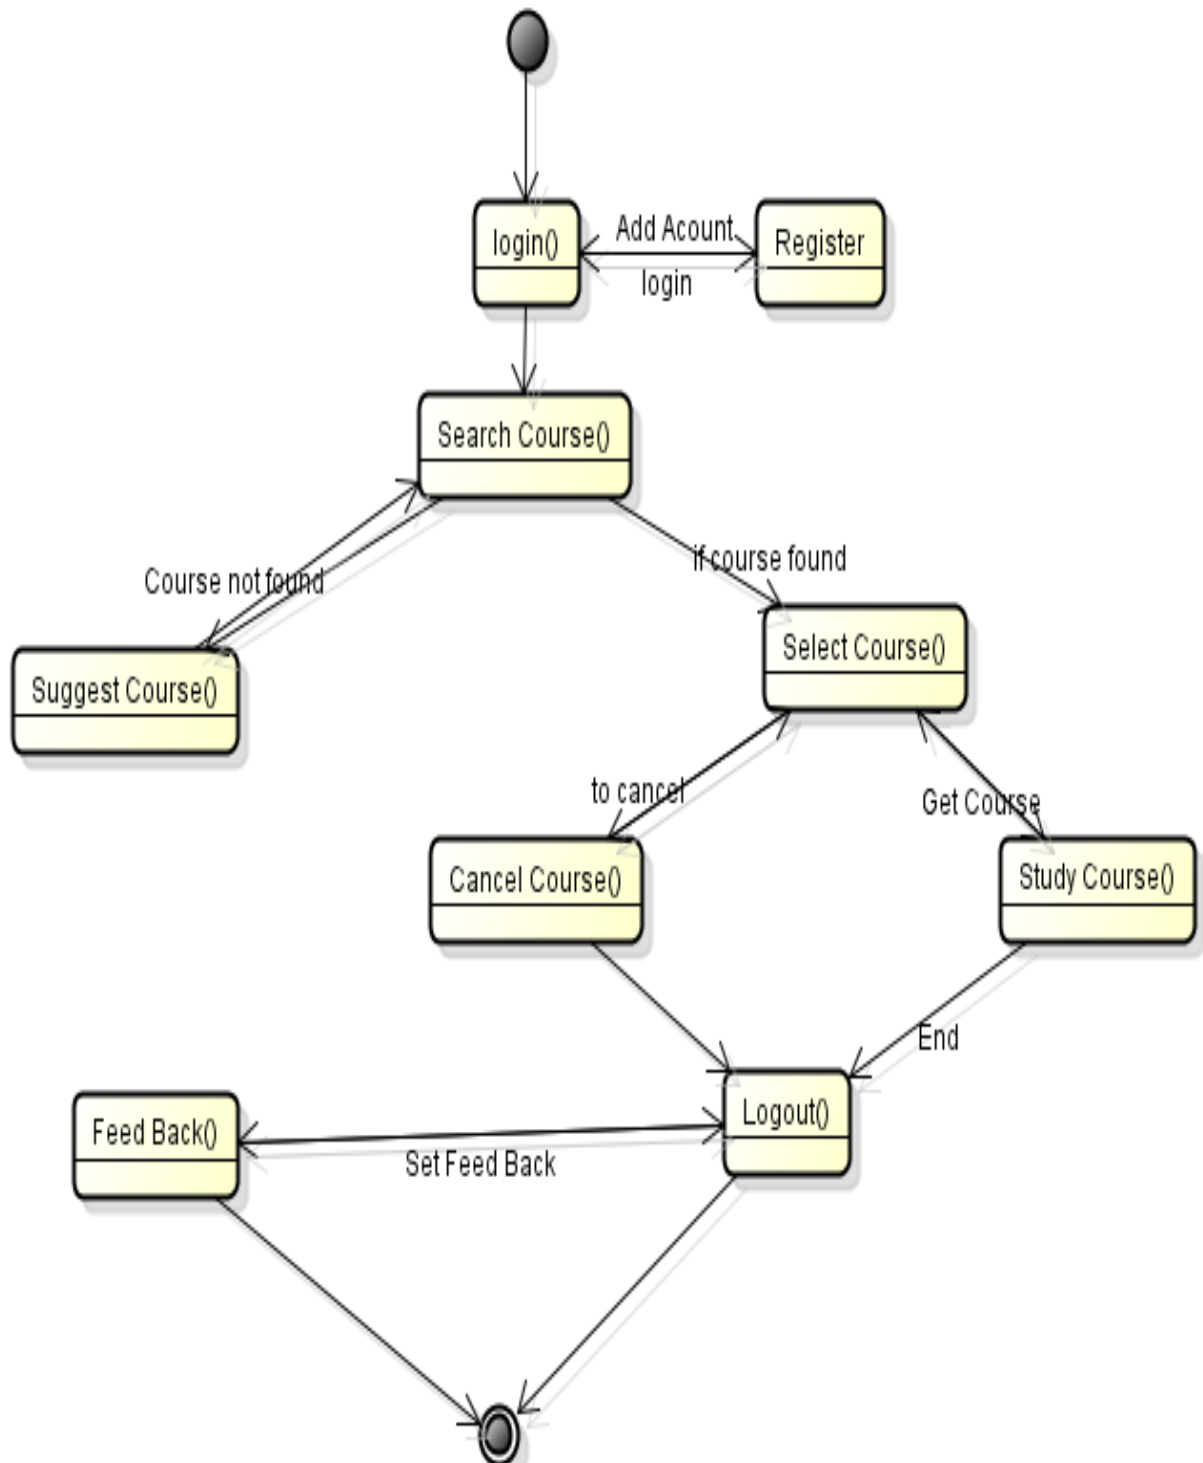 login()
Add Acount
Register
login
Search Course()
if course found
Course not found
Select Course()
Suggest Course()
to cancel
Get Course
Cancel Course()
Study Course()
End
Logout()
Feed Back()
Set Feed Back